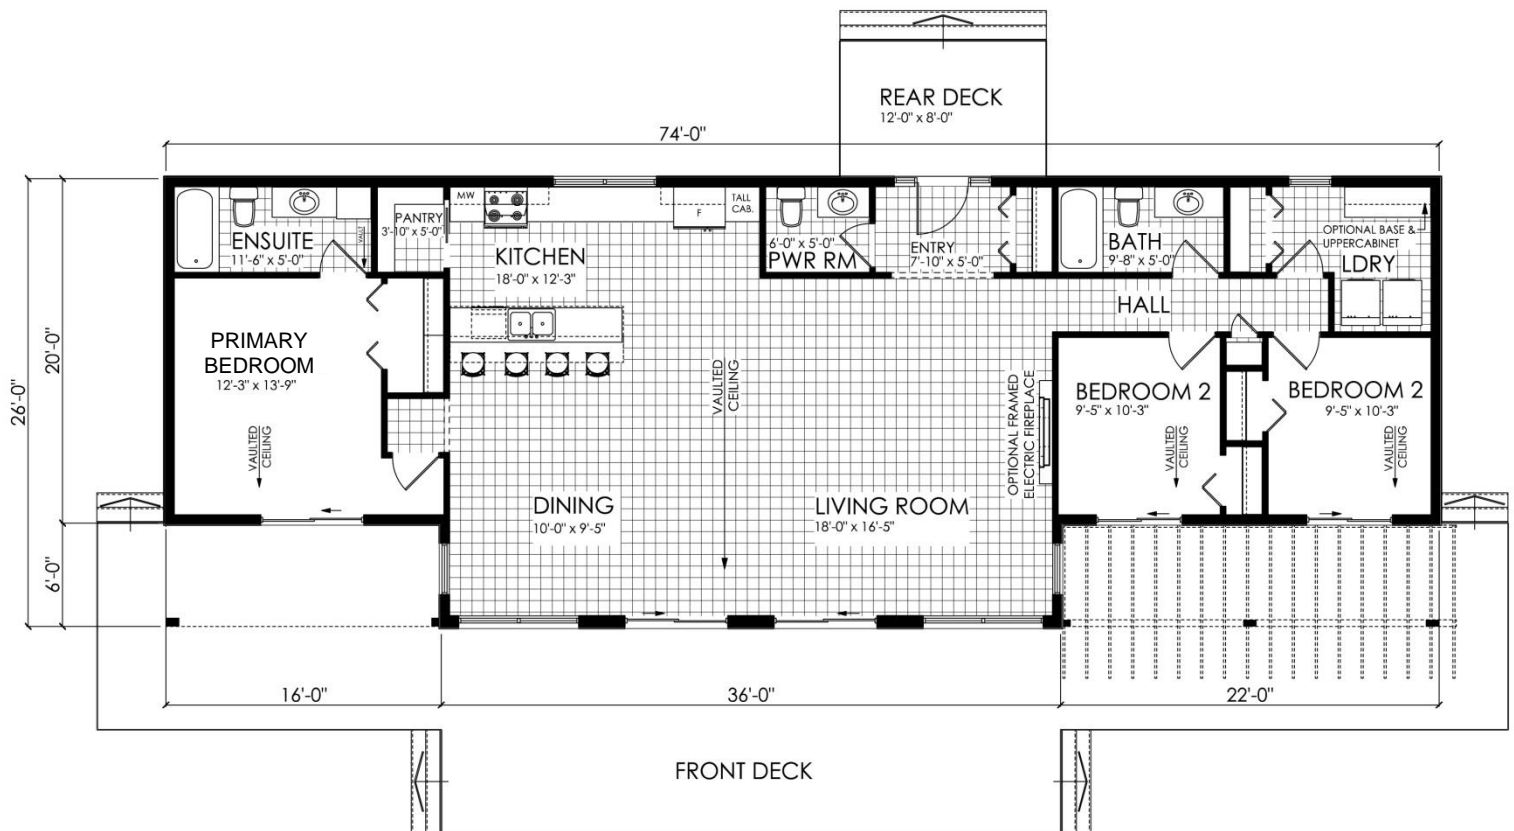 REAR DECK
12'-0" x 8'-0"
74'-0"
26'-0"
20'-0"
6'-0"
ENSUITE
11'-6" x 5'-0"
VAULT
PANTRY
3'-10" x 5'-0"
MW
F
TALL
CAB.
KITCHEN
18'-0" x 12'-3"
6'-0" x 5'-0"
PWR RM
ENTRY
7'-10" x 5'-0"
BATH
9'-8" x 5'-0"
OPTIONAL BASE &
UPPERCABINET
LDRY
HALL
PRIMARY
BEDROOM
12'-3" x 13'-9"
VAULTED
CEILING
VAULTED
CEILING
OPTIONAL FRAMED
ELECTRIC FIREPLACE
BEDROOM 2
9'-5" x 10'-3"
VAULTED
CEILING
BEDROOM 2
9'-5" x 10'-3"
VAULTED
CEILING
DINING
10'-0" x 9'-5"
LIVING ROOM
18'-0" x 16'-5"
16'-0"
36'-0"
22'-0"
FRONT DECK